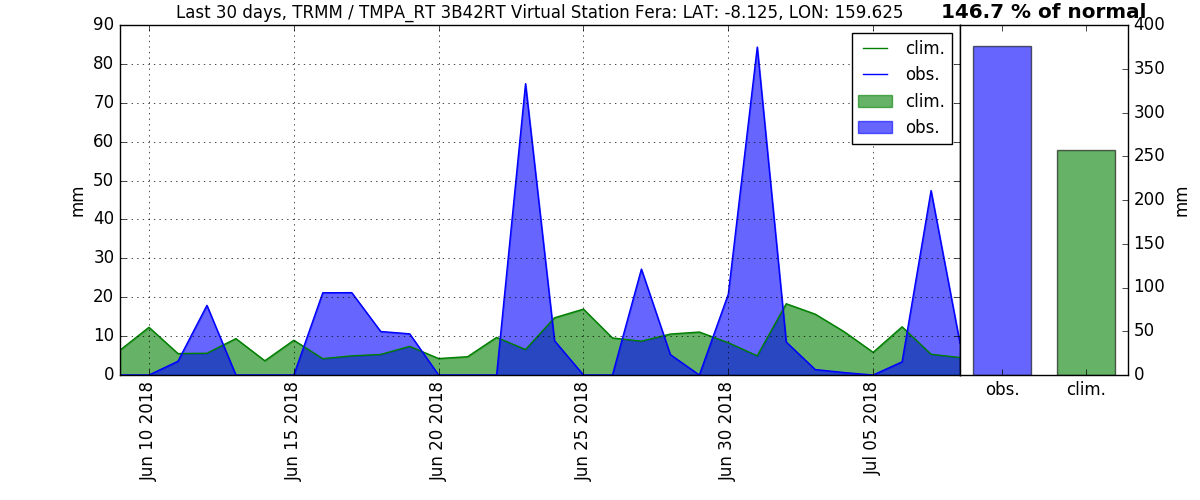 Last 30 days, TRMM / TMPA_RT 3B42RT Virtual Station Fera: LAT: -8.125, LON: 159.625
146.7 % of normal
90
80
70
60
50
40
30
20
10
0
mm
clim.
obs.
clim.
obs.
Jun 10 2018
Jun 15 2018
Jun 20 2018
Jun 25 2018
Jun 30 2018
Jul 05 2018
400
350
300
250
200
150
100
50
0
mm
obs.
clim.